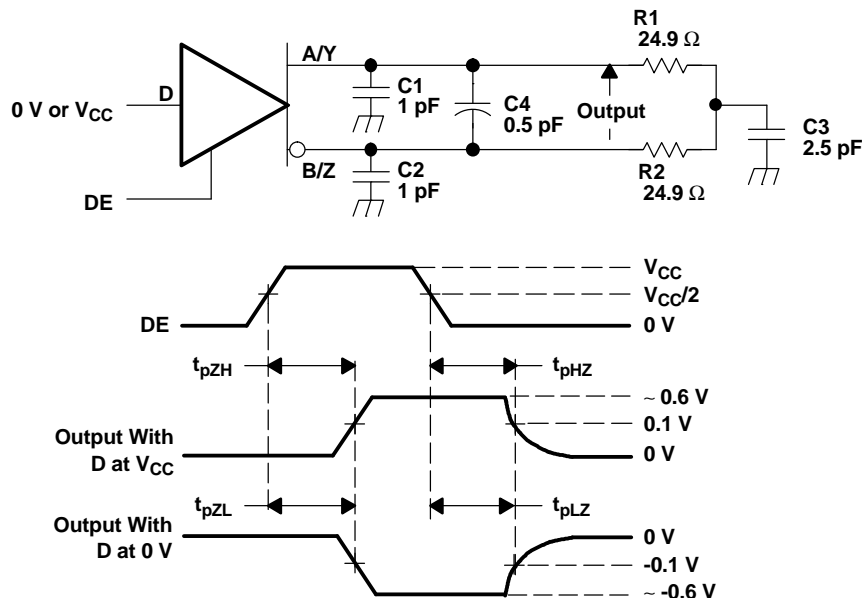 R1
24.9 Ω
A/Y
D
0 V or VCC
C1
1 pF
C4
0.5 pF
Output
C3
2.5 pF
B/Z
C2
1 pF
R2
24.9 Ω
DE
VCC
VCC/2
DE
0 V
tpZH
tpHZ
~ 0.6 V
0.1 V
Output With
D at VCC
0 V
tpZL
tpLZ
Output With
D at 0 V
0 V
-0.1 V
~ -0.6 V